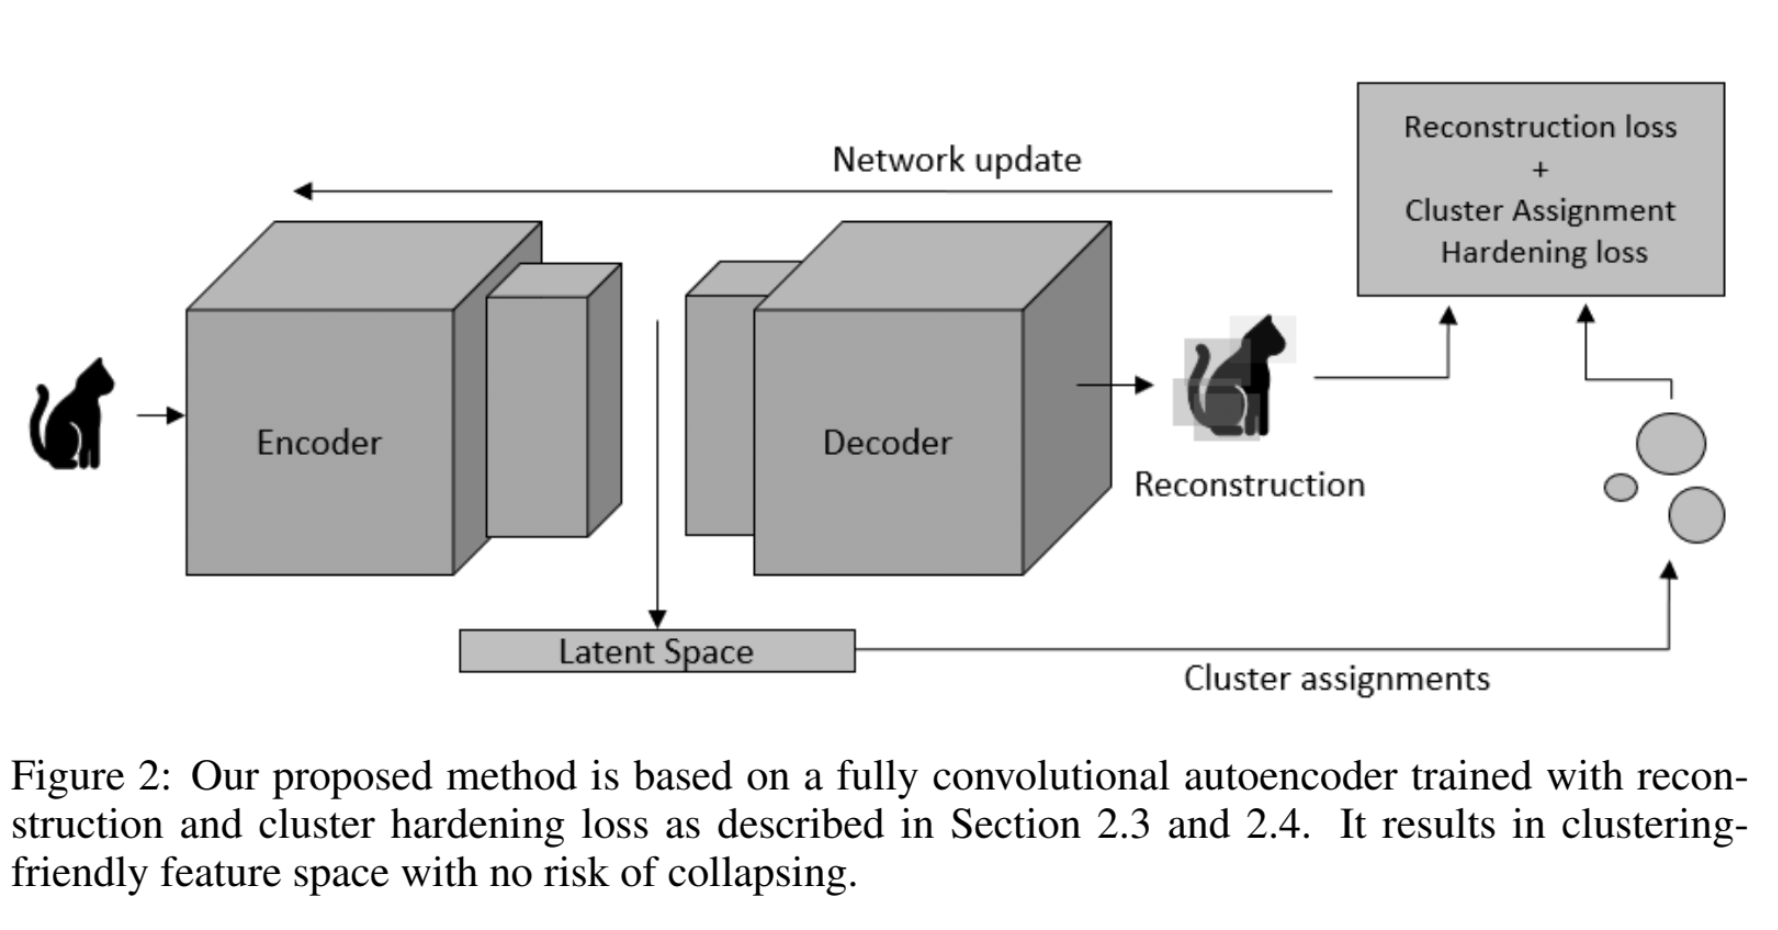 Network update
Reconstruction loss
+
Cluster Assignment
Hardening loss
Encoder
Decoder
Reconstruction
Latent Space
Cluster assignments
Figure 2: Our proposed method is based on a fully convolutional autoencoder trained with recon-
struction and cluster hardening loss as described in Section 2.3 and 2.4. It results in clustering-
friendly feature space with no risk of collapsing.